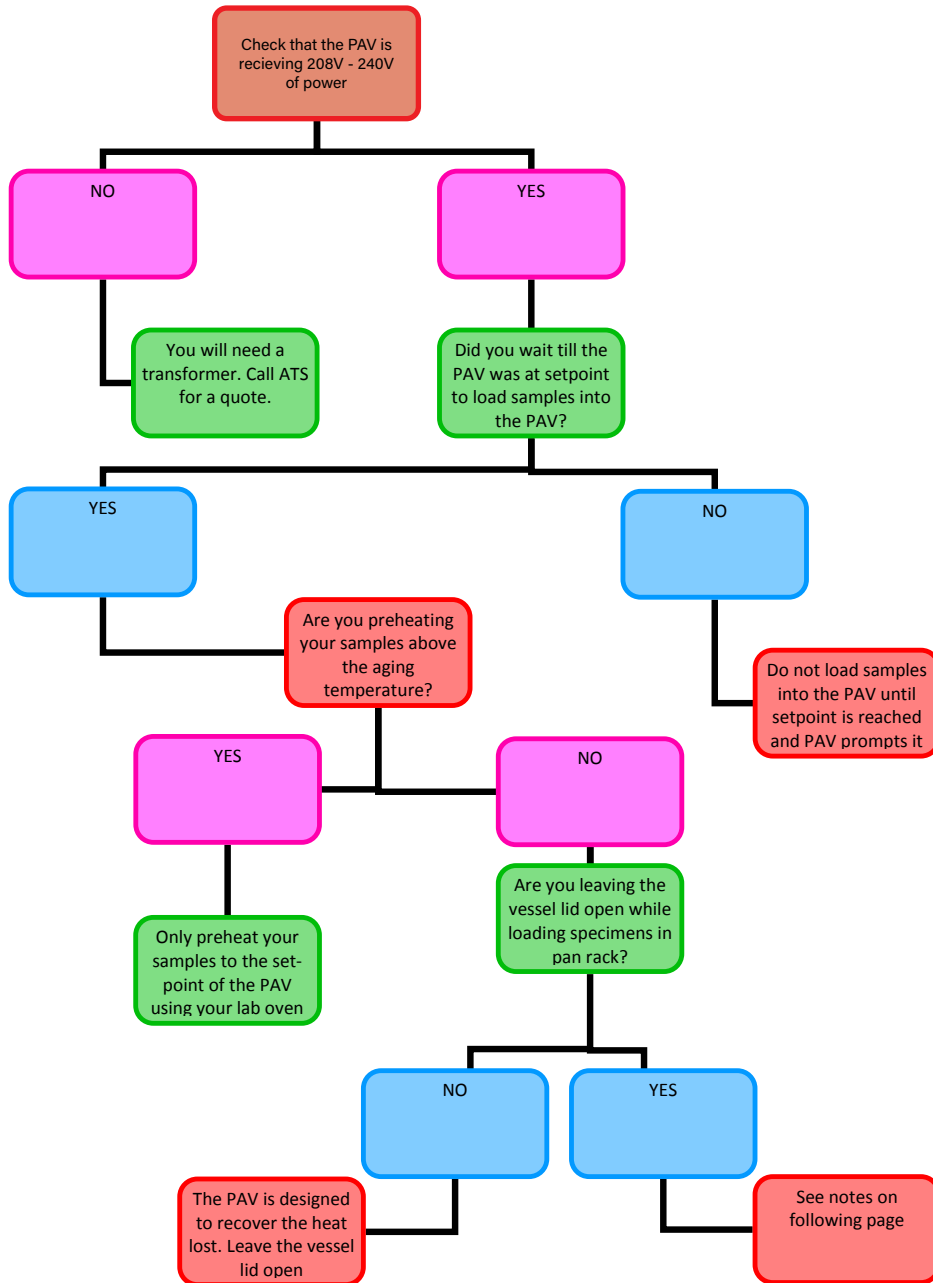 Check that the PAV is
recieving 208V - 240V
of power
NO
YES
You will need a
transformer. Call ATS
for a quote.
Did you wait till the
PAV was at setpoint
to load samples into
the PAV?
YES
NO
Are you preheating
your samples above
the aging
temperature?
Do not load samples
into the PAV until
setpoint is reached
and PAV prompts it
YES
NO
Are you leaving the
vessel lid open while
loading specimens in
pan rack?
Only preheat your
samples to the set-
point of the PAV
using your lab oven
NO
YES
The PAV is designed
to recover the heat
lost. Leave the vessel
lid open
See notes on
following page